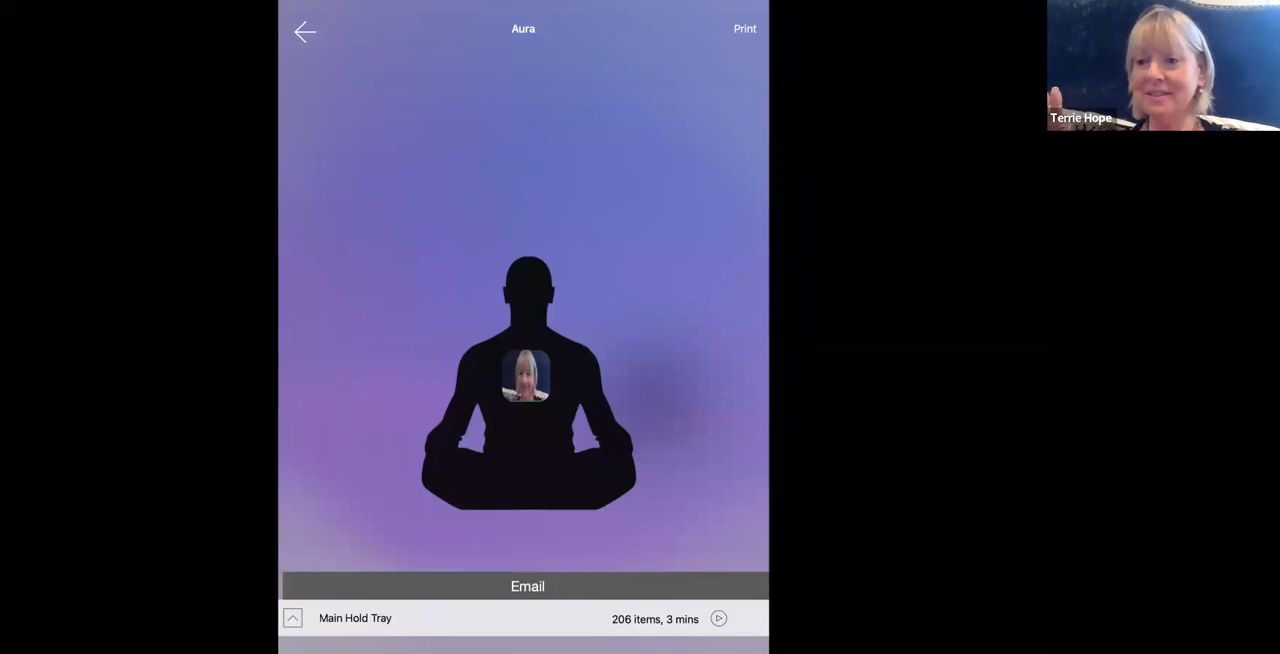 Aura
Print
Terrie Hope
Email
Main Hold Tray
206 items, 3 mins